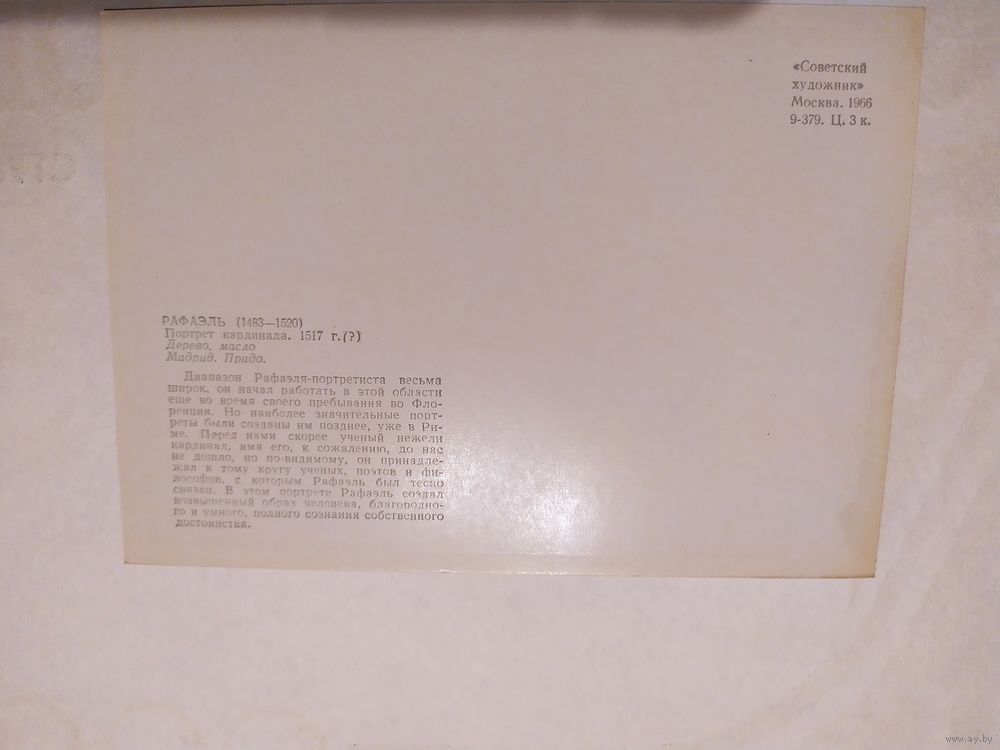 «Советский
художник»
Москва. 1966
9-379. Ц. 3 к.
РАФАЭЛЬ (1483—1520)
Портрет кардинала. 1517 г. (?)
Дерево, масло
Мадрид. Прадо.
Диапазон Рафаэля-портретиста весьма
широк, он начал работать в этой области
еще во время своего пребывания во Фло-
ренции. Но наиболее значительные порт-
реты были созданы им позднее, уже в Ри-
ме. Перед нами скорее ученый нежели
кардинал, имя его, к сожалению, до нас
не дошло, но по-видимому, он принадле-
жал к тому кругу ученых, поэтов и фи-
лософов, с которым Рафаэль был тесно
связан. В этом портрете Рафаэль создал
возвышенный образ человека, благородно-
го и умного, полного сознания собственного
достоинства.
www.ay.by